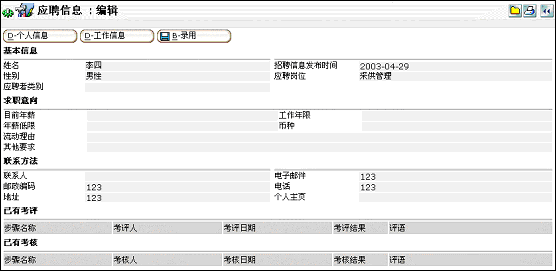 应聘信息 : 编辑
D-个人信息 D-工作信息 B-录用
基本信息
姓名 李四 招聘信息发布时间 2003-04-29
性别 男性 应聘岗位 采供管理
应聘者类别
求职意向
目前年薪 工作年限
年薪低限 币种
流动理由
其他要求
联系方法
联系人 电子邮件 123
邮政编码 123 电话 123
地址 123 个人主页
已有考评
步骤名称 考评人 考评日期 考评结果 评语
已有考核
步骤名称 考核人 考核日期 考核结果 评语